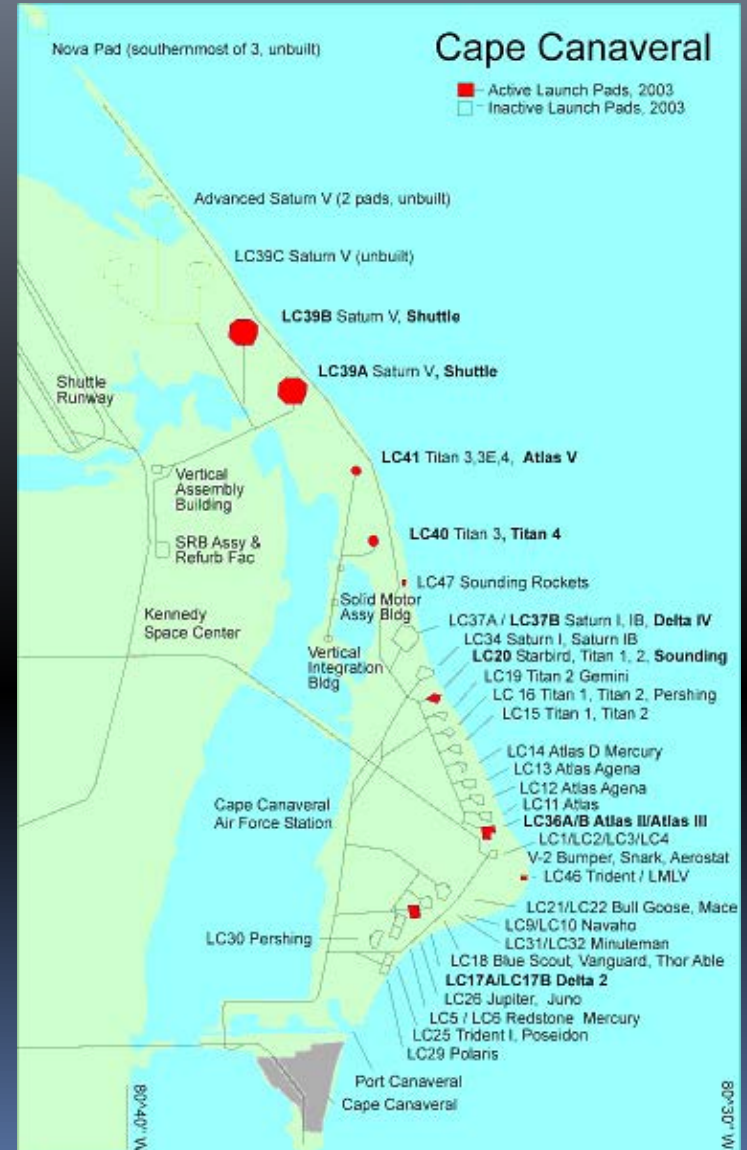 Nova Pad (southernmost of 3, unbuilt)
Cape Canaveral
Active Launch Pads, 2003
Inactive Launch Pads, 2003
Advanced Saturn V (2 pads, unbuilt)
LC39C Saturn V (unbuilt)
LC39B Saturn V, Shuttle
LC39A Saturn V, Shuttle
Shuttle
Runway
LC41 Titan 3,3E,4, Atlas V
Vertical
Assembly
Building
LC40 Titan 3, Titan 4
SRB Assy &
Refurb Fac
LC47 Sounding Rockets
Solid Motor
Assy Bldg
Kennedy
Space Center
LC37A / LC37B Saturn I, IB, Delta IV
LC34 Saturn I, Saturn IB
Vertical
Integration
Bldg
LC20 Starbird, Titan 1, 2, Sounding
LC19 Titan 2 Gemini
LC 16 Titan 1, Titan 2, Pershing
LC15 Titan 1, Titan 2
LC14 Atlas D Mercury
LC13 Atlas Agena
LC12 Atlas Agena
LC11 Atlas
Cape Canaveral
Air Force Station
LC36A/B Atlas II/Atlas III
LC1/LC2/LC3/LC4
V-2 Bumper, Snark, Aerostat
LC46 Trident / LMLV
LC21/LC22 Bull Goose, Mace
LC9/LC10 Navaho
LC30 Pershing
LC31/LC32 Minuteman
LC18 Blue Scout, Vanguard, Thor Able
LC17A/LC17B Delta 2
LC26 Jupiter, Juno
LC5 / LC6 Redstone Mercury
LC25 Trident I, Poseidon
LC29 Polaris
Port Canaveral
Cape Canaveral
80^40" W
80^30" W